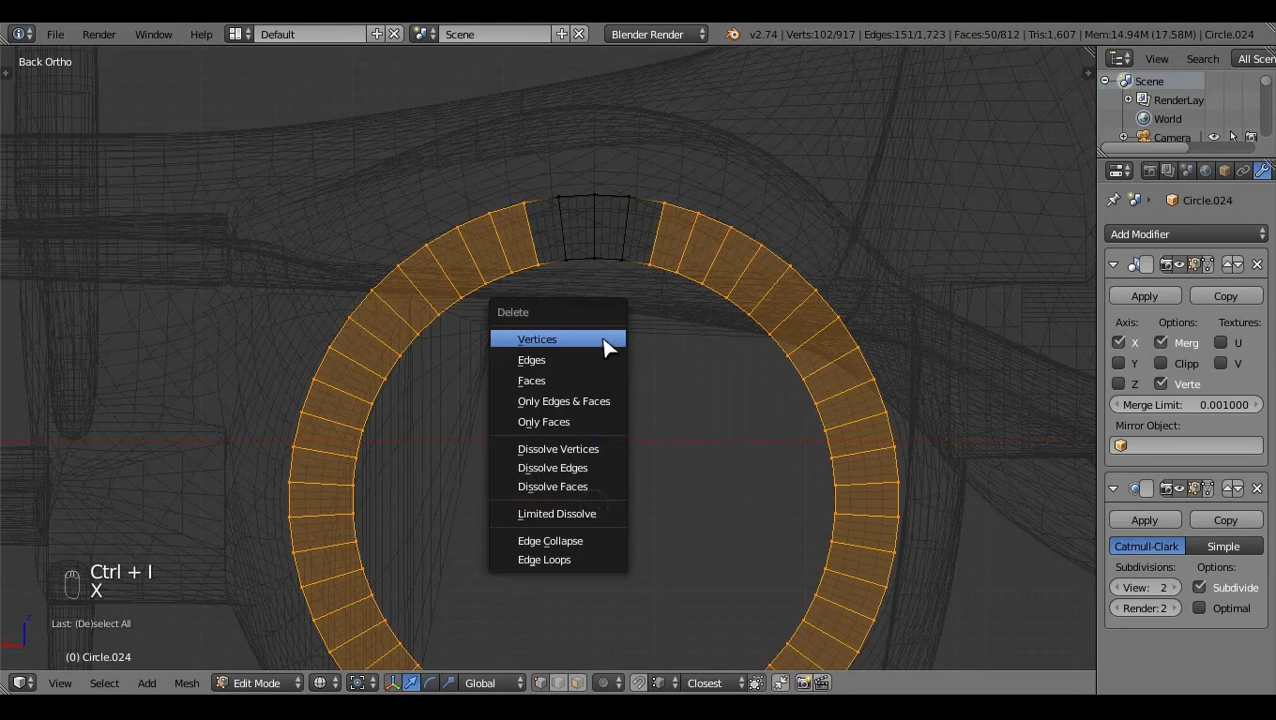 File Render Window Help Default Scene Blender Render v2.74 | Verts:102/917 | Edges:151/1,723 | Faces:50/812 | Tris:1,607 | Mem:14.94M (17.58M) | Circle.024
Back Ortho
View Search All Scen
Scene
RenderLay
World
Camera
Circle.024
Add Modifier
Apply Copy
Axis: Options: Textures:
X Merg U
Y Clipp V
Z Verte
Merge Limit: 0.001000
Mirror Object:
Apply Copy
Catmull-Clark Simple
Subdivisions: Options:
View: 2 Subdivide
Render: 2 Optimal
Delete
Vertices
Edges
Faces
Only Edges & Faces
Only Faces
Dissolve Vertices
Dissolve Edges
Dissolve Faces
Limited Dissolve
Edge Collapse
Edge Loops
Ctrl + I
X
Last: (De)select All
z
x
(0) Circle.024
View Select Add Mesh Edit Mode Global Closest